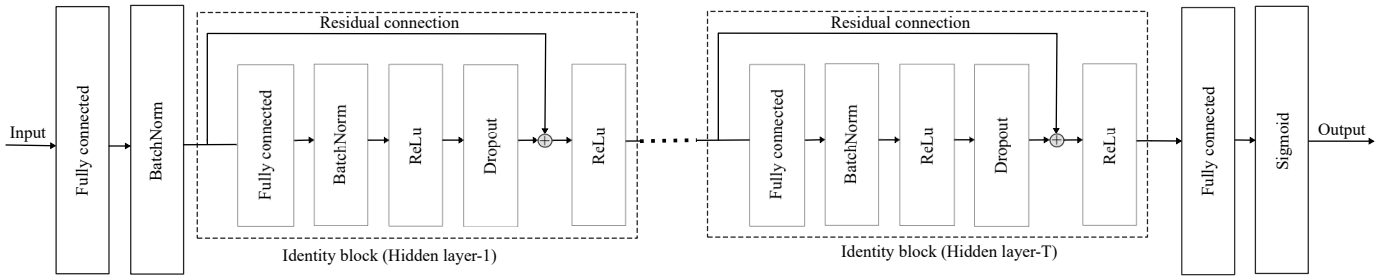 Input
Fully connected
BatchNorm
Residual connection
Fully connected
BatchNorm
ReLu
Dropout
ReLu
Identity block (Hidden layer-1)
Residual connection
Fully connected
BatchNorm
ReLu
Dropout
ReLu
Identity block (Hidden layer-T)
Fully connected
Sigmoid
Output